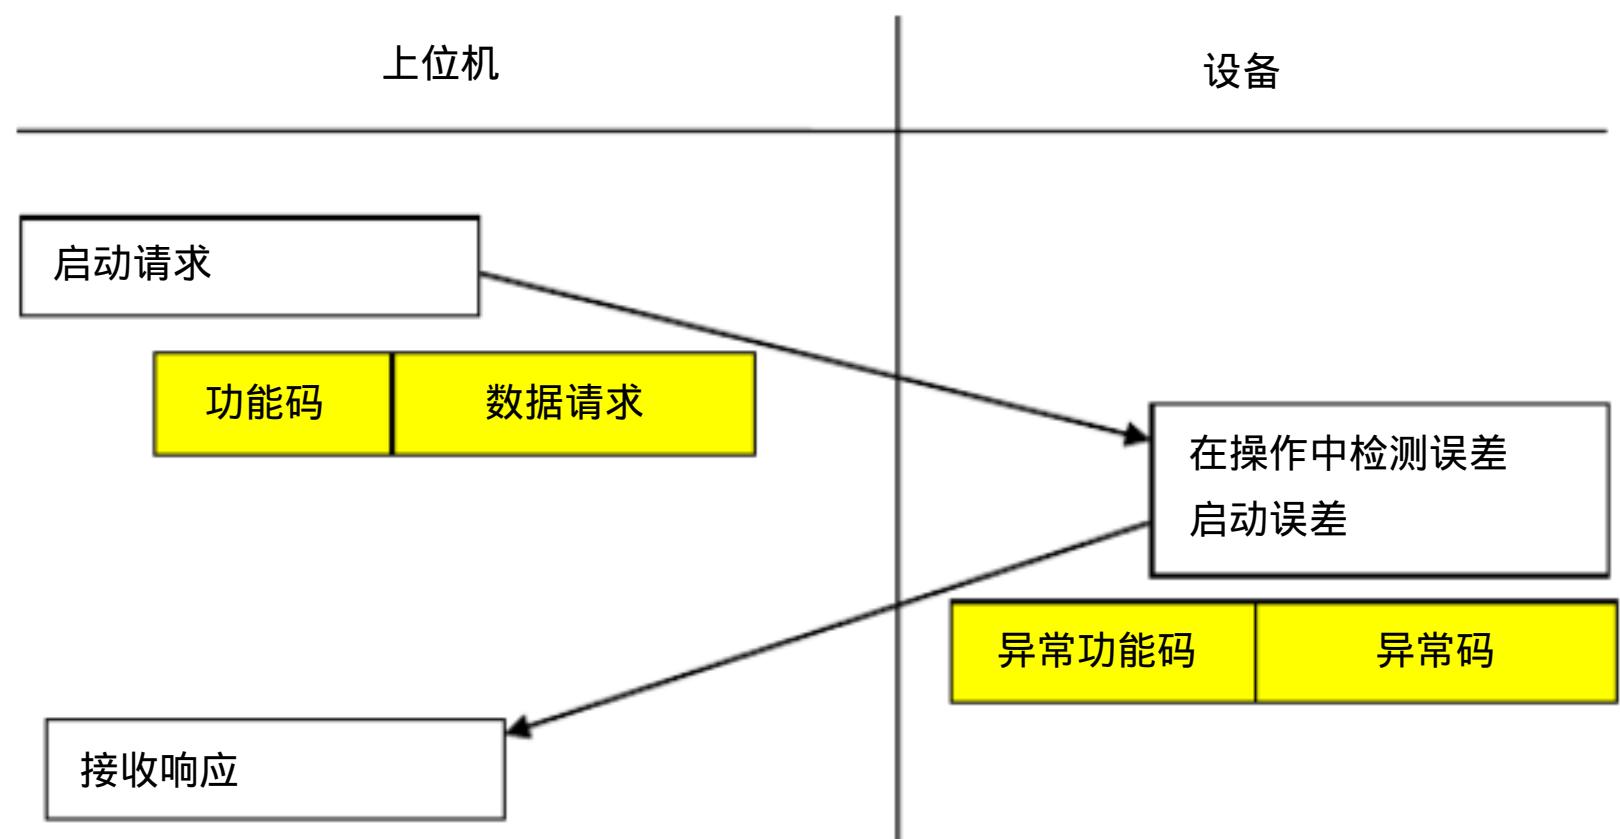 上位机
设备
启动请求
功能码
数据请求
在操作中检测误差
启动误差
异常功能码
异常码
接收响应